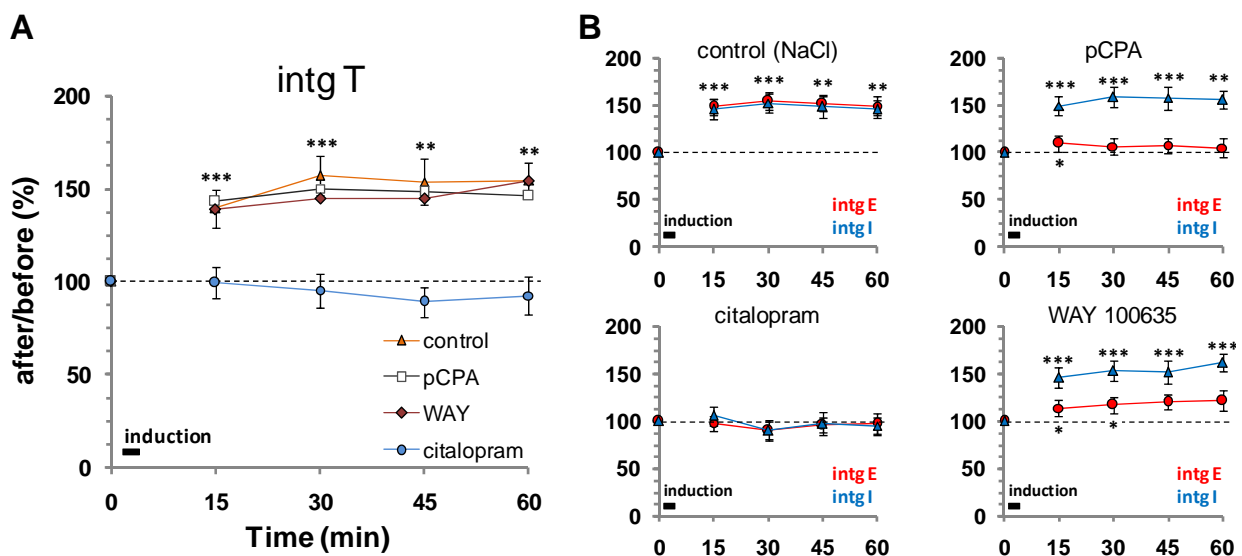 A
intg T
after/before (%)
200
150
100
50
0
***
***
**
**
control
pCPA
WAY
citalopram
induction
0 15 30 45 60
Time (min)
B
control (NaCl)
200
150
100
50
0
*** *** ** **
intg E
intg I
induction
0 15 30 45 60
pCPA
200
150
100
50
0
*** *** *** **
*
intg E
intg I
induction
0 15 30 45 60
citalopram
200
150
100
50
0
intg E
intg I
induction
0 15 30 45 60
WAY 100635
200
150
100
50
0
*** *** *** ***
* *
intg E
intg I
induction
0 15 30 45 60